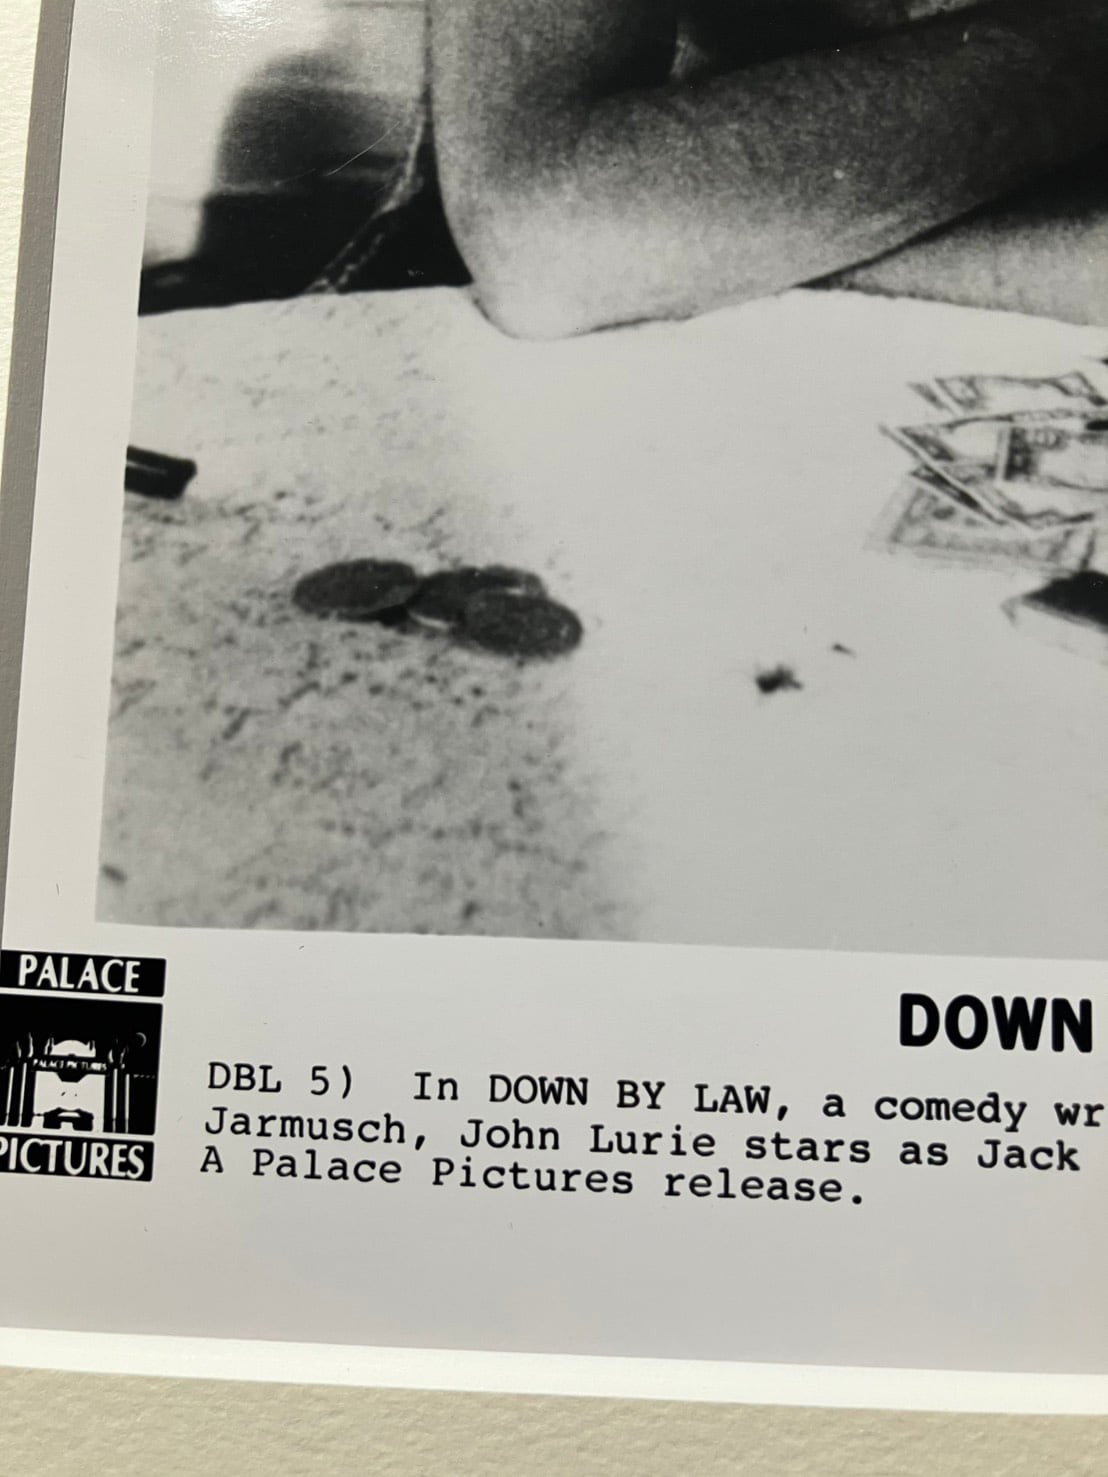 PALACE
PICTURES
DOWN
DBL 5) In DOWN BY LAW, a comedy wr
Jarmusch, John Lurie stars as Jack
A Palace Pictures release.